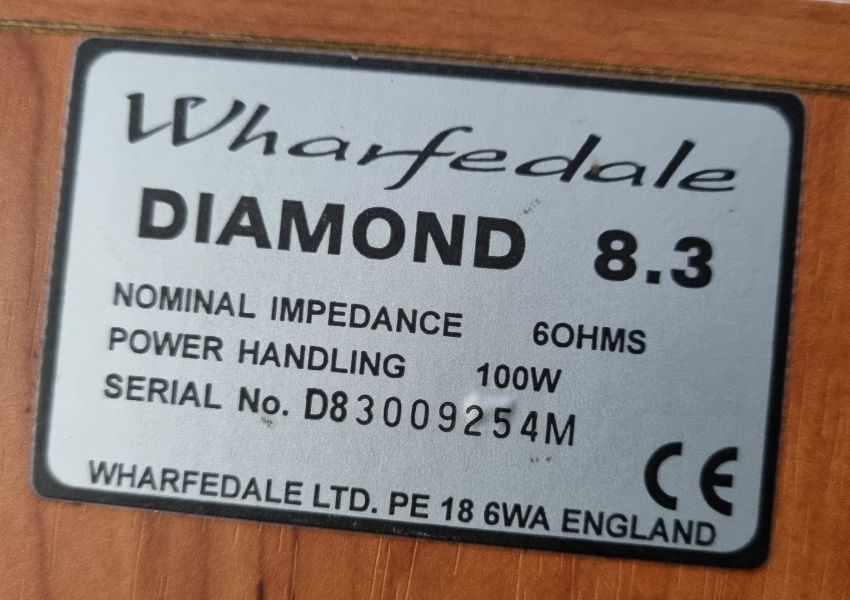 Wharfedale
DIAMOND 8.3
NOMINAL IMPEDANCE 6OHMS
POWER HANDLING 100W
SERIAL No. D83009254M
CE
WHARFEDALE LTD. PE 18 6WA ENGLAND